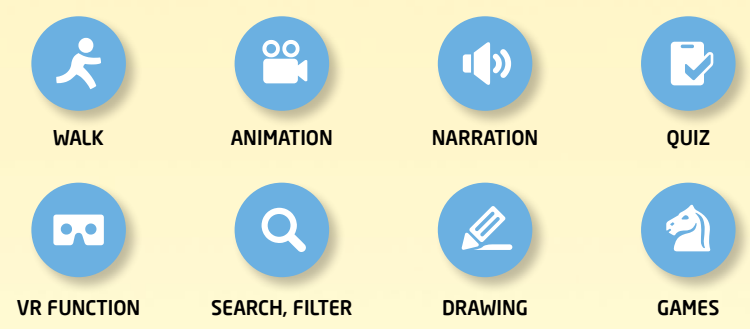 WALK
ANIMATION
NARRATION
QUIZ
VR FUNCTION
SEARCH, FILTER
DRAWING
GAMES